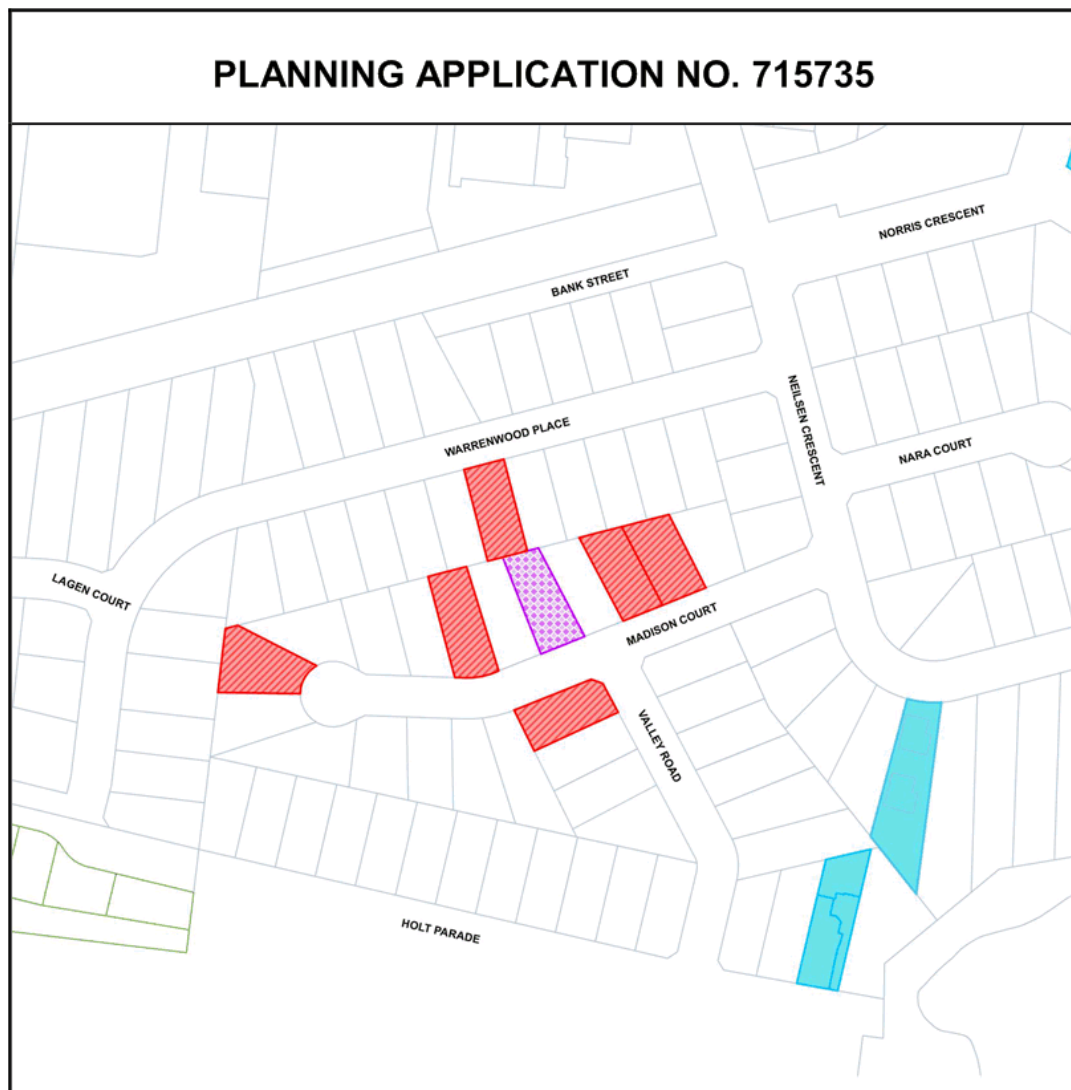 PLANNING APPLICATION NO. 715735
NORRIS CRESCENT
BANK STREET
NEILSEN CRESCENT
WARRENWOOD PLACE
NARA COURT
LAGEN COURT
MADISON COURT
VALLEY ROAD
HOLT PARADE